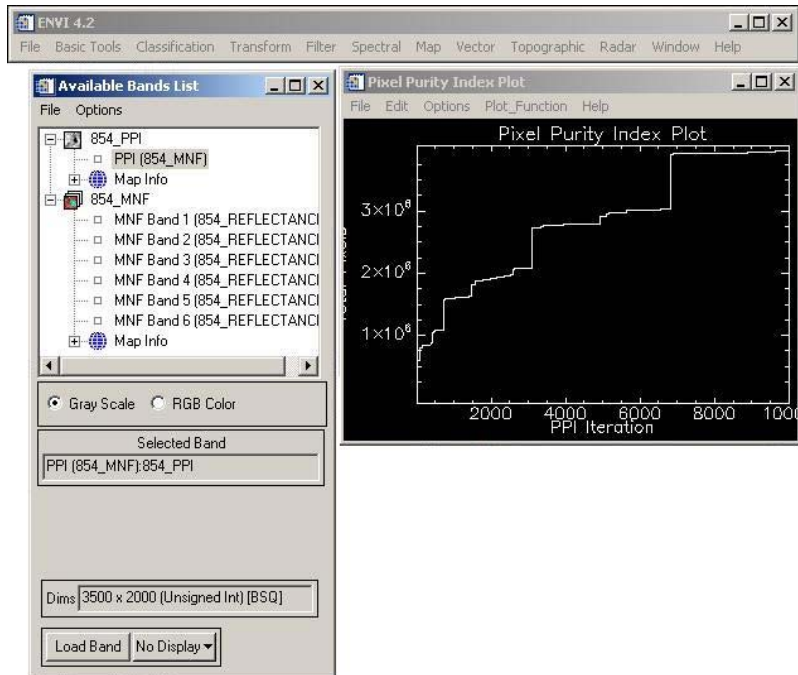 ENVI 4.2
File Basic Tools Classification Transform Filter Spectral Map Vector Topographic Radar Window Help
Available Bands List
File Options
854_PPI
PPI (854_MNF)
Map Info
854_MNF
MNF Band 1 (854_REFLECTANCI
MNF Band 2 (854_REFLECTANCI
MNF Band 3 (854_REFLECTANCI
MNF Band 4 (854_REFLECTANCI
MNF Band 5 (854_REFLECTANCI
MNF Band 6 (854_REFLECTANCI
Map Info
Gray Scale RGB Color
Selected Band
PPI (854_MNF):854_PPI
Dims 3500 x 2000 (Unsigned Int) [BSQ]
Load Band No Display
Pixel Purity Index Plot
File Edit Options Plot_Function Help
Pixel Purity Index Plot
3×10⁶
2×10⁶
1×10⁶
2000 4000 6000 8000 1000
PPI Iteration